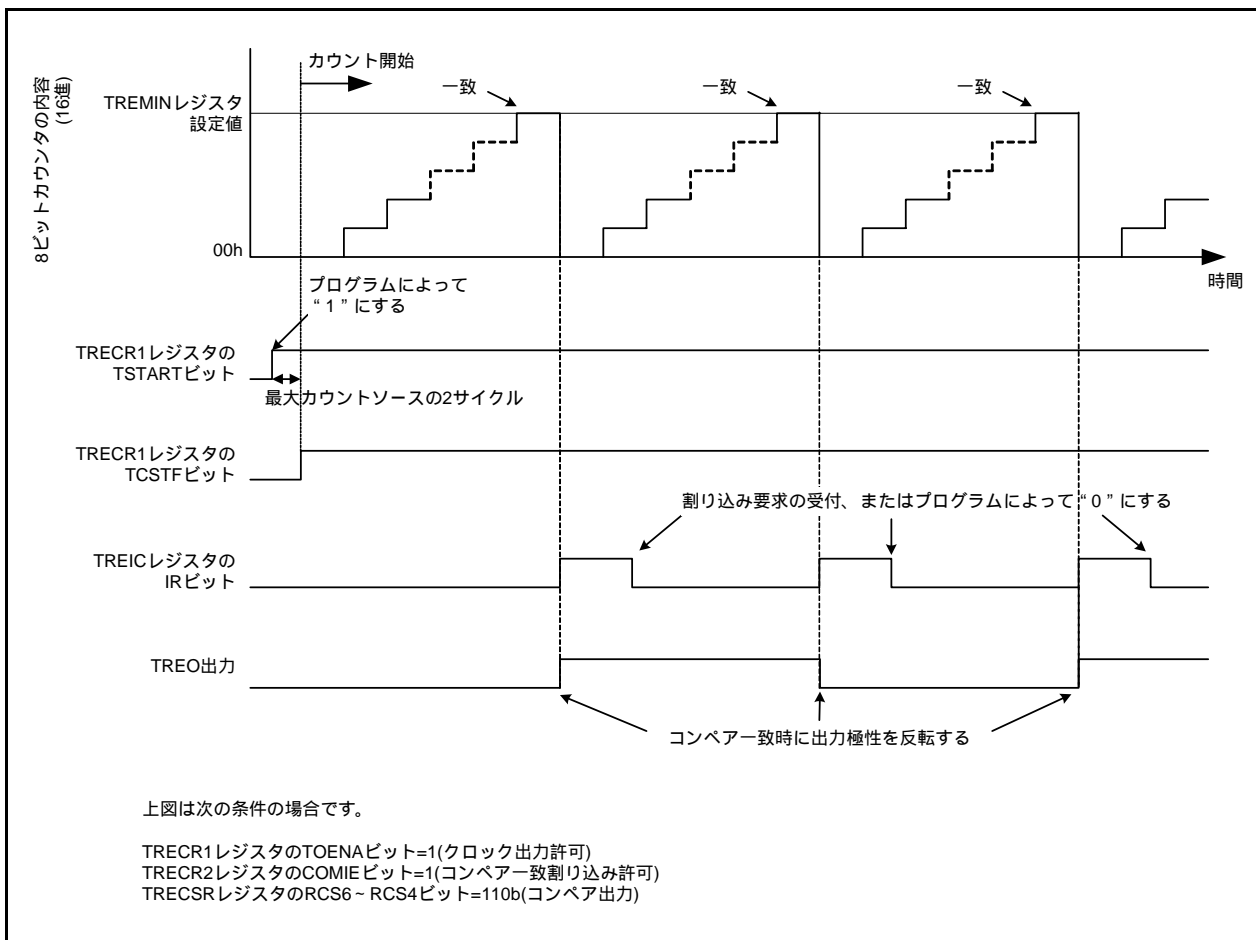 カウント開始
8ビットカウンタの内容
(16進)
TREMINレジスタ
設定値
一致
一致
一致
00h
時間
プログラムによって
“ 1 ” にする
TRECR1レジスタの
TSTARTビット
最大カウントソースの2サイクル
TRECR1レジスタの
TCSTFビット
割り込み要求の受付、またはプログラムによって “ 0 ” にする
TREICレジスタの
IRビット
TREO出力
コンペア一致時に出力極性を反転する
上図は次の条件の場合です。
TRECR1レジスタのTOENAビット=1(クロック出力許可)
TRECR2レジスタのCOMIEビット=1(コンペア一致割り込み許可)
TRECSRレジスタのRCS6～RCS4ビット=110b(コンペア出力)